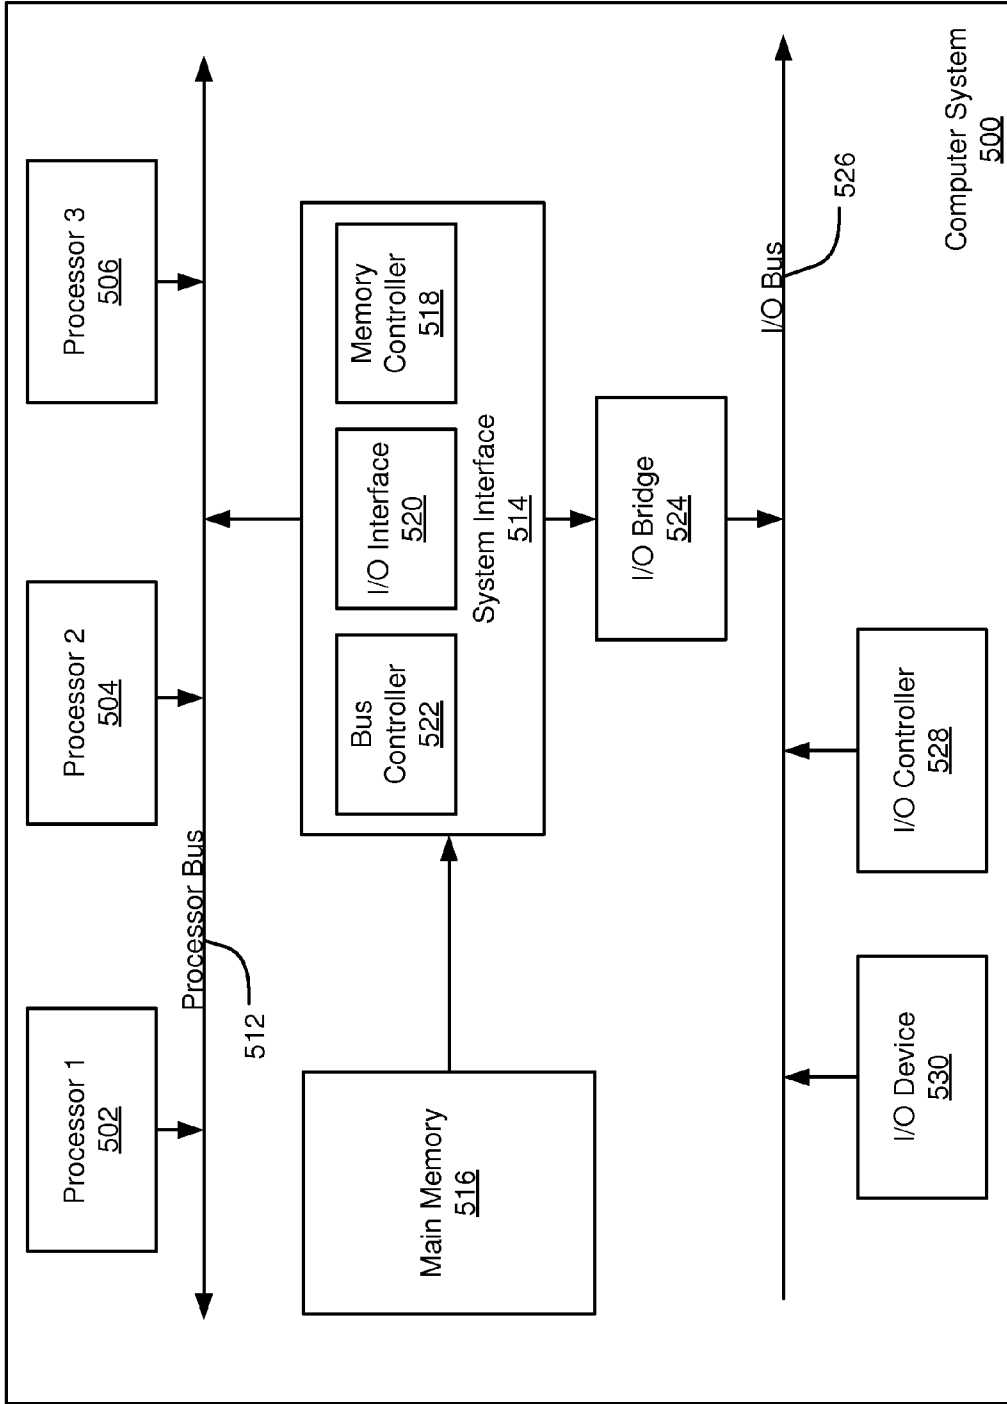 Processor 1
502
Processor 2
504
Processor 3
506
Processor Bus
512
Main Memory
516
Bus
Controller
522
I/O Interface
520
Memory
Controller
518
System Interface
514
I/O Bridge
524
I/O Bus
526
I/O Device
530
I/O Controller
528
Computer System
500